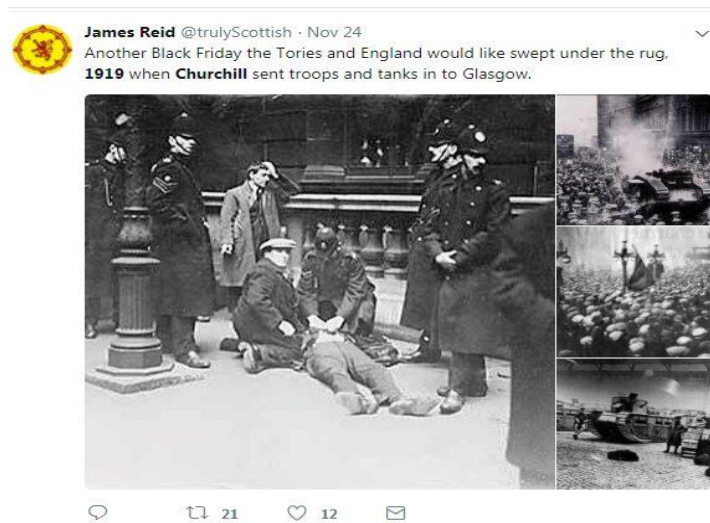 James Reid @trulyScottish · Nov 24
Another Black Friday the Tories and England would like swept under the rug,
1919 when Churchill sent troops and tanks in to Glasgow.
21 12